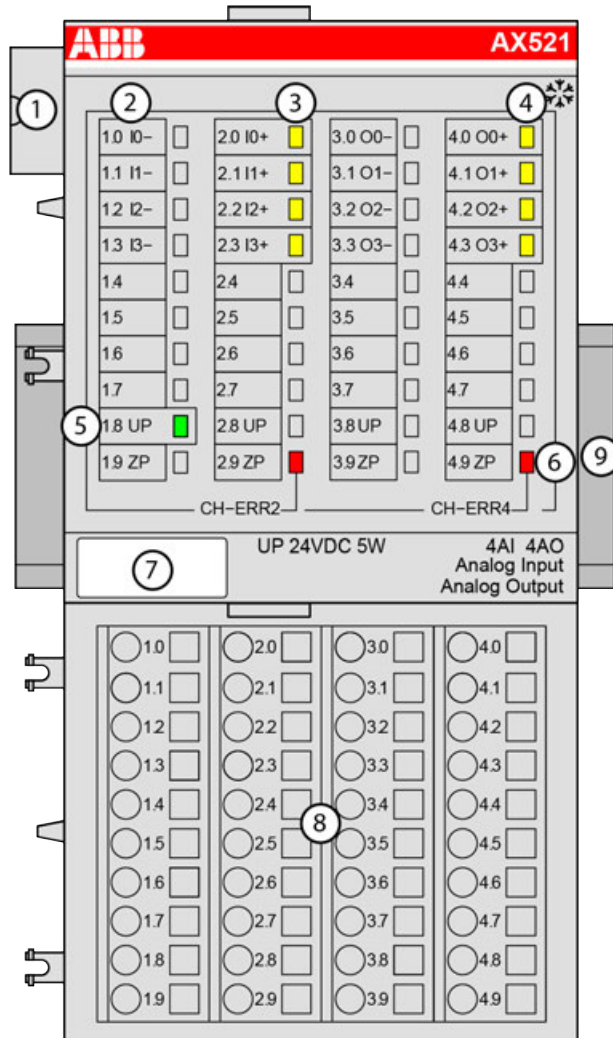 ABB AX521
1 2 3 4
1.0 I0− 2.0 I0+ 3.0 O0− 4.0 O0+
1.1 I1− 2.1 I1+ 3.1 O1− 4.1 O1+
1.2 I2− 2.2 I2+ 3.2 O2− 4.2 O2+
1.3 I3− 2.3 I3+ 3.3 O3− 4.3 O3+
1.4 2.4 3.4 4.4
1.5 2.5 3.5 4.5
1.6 2.6 3.6 4.6
1.7 2.7 3.7 4.7
5 1.8 UP 2.8 UP 3.8 UP 4.8 UP
1.9 ZP 2.9 ZP 3.9 ZP 4.9 ZP 6 9
CH−ERR2 CH−ERR4
UP 24VDC 5W 4AI 4AO
7 Analog Input
Analog Output
1.0 2.0 3.0 4.0
1.1 2.1 3.1 4.1
1.2 2.2 3.2 4.2
1.3 2.3 3.3 4.3
1.4 2.4 3.4 4.4
8
1.5 2.5 3.5 4.5
1.6 2.6 3.6 4.6
1.7 2.7 3.7 4.7
1.8 2.8 3.8 4.8
1.9 2.9 3.9 4.9